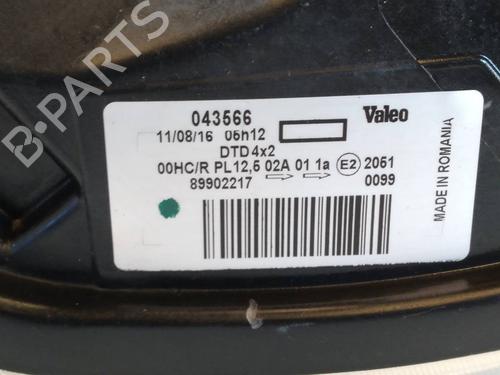 043566
Valeo
11/08/16 06h12
DTD 4x2
00HC/R PL12,5 02A 01 1a E2 2051
89902217 0099
MADE IN ROMANIA
B-PARTS